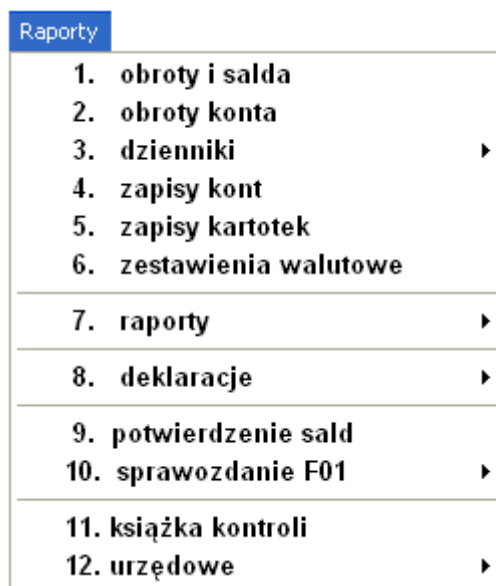 Raporty
1. obroty i salda
2. obroty konta
3. dzienniki
4. zapisy kont
5. zapisy kartotek
6. zestawienia walutowe
7. raporty
8. deklaracje
9. potwierdzenie sald
10. sprawozdanie F01
11. książka kontroli
12. urzędowe